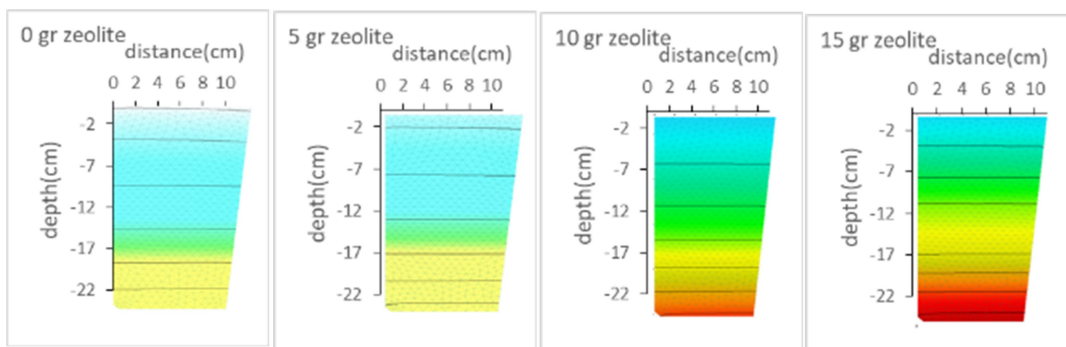 0 gr zeolite
distance(cm)
0 2 4 6 8 10
-2
-7
-12
-17
-22
depth(cm)
5 gr zeolite
distance(cm)
0 2 4 6 8 10
-2
-7
-12
-17
-22
depth(cm)
10 gr zeolite
distance(cm)
0 2 4 6 8 10
-2
-7
-12
-17
-22
depth(cm)
15 gr zeolite
distance(cm)
0 2 4 6 8 10
-2
-7
-12
-17
-22
depth(cm)